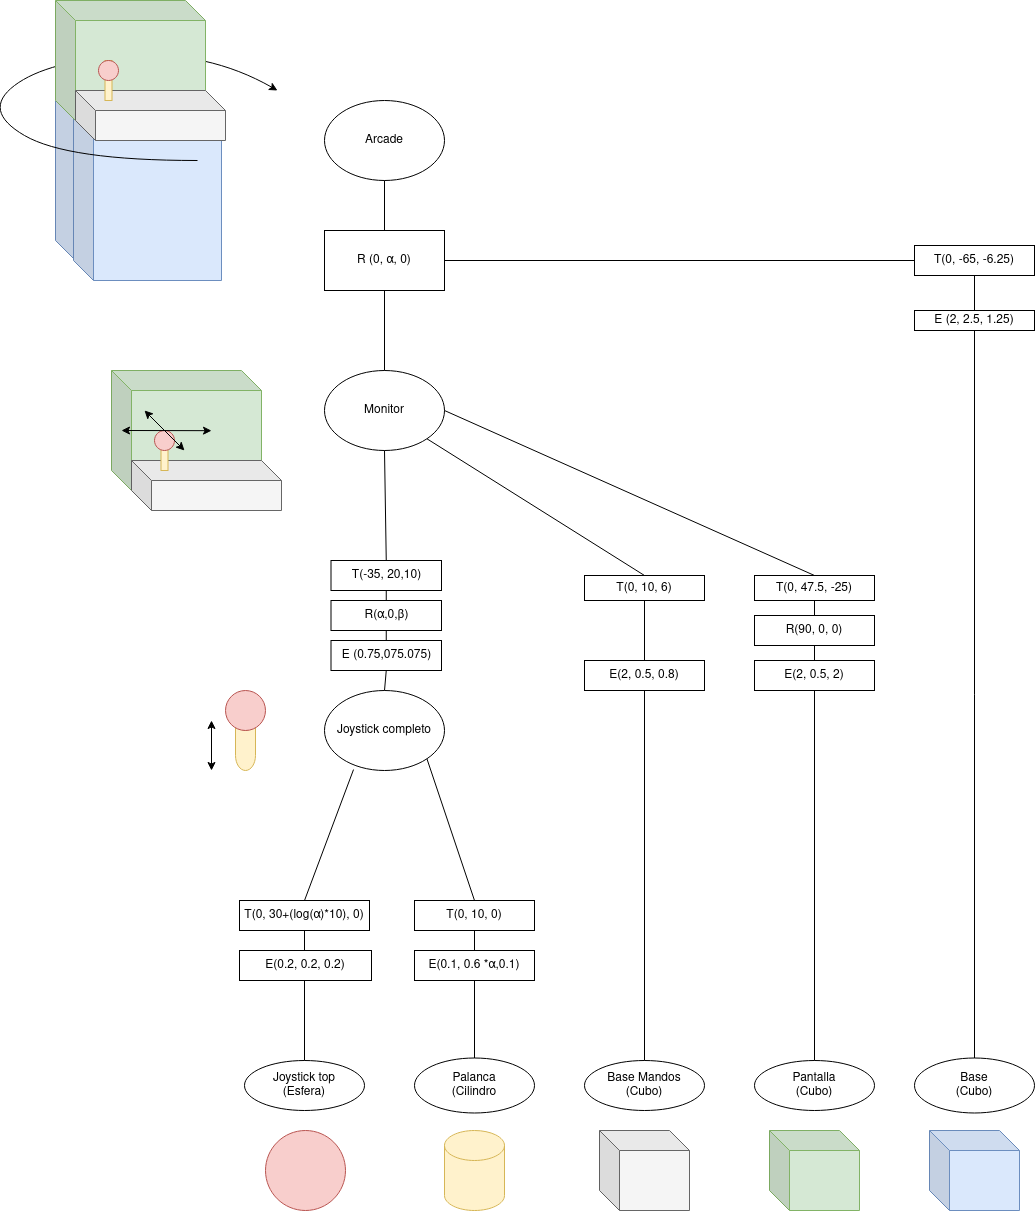 Arcade
R (0, α, 0)
T(0, -65, -6.25)
E (2, 2.5, 1.25)
Monitor
T(-35, 20,10)
R(α,0,β)
E (0.75,075.075)
T(0, 10, 6)
E(2, 0.5, 0.8)
T(0, 47.5, -25)
R(90, 0, 0)
E(2, 0.5, 2)
Joystick completo
T(0, 30+(log(α)*10), 0)
E(0.2, 0.2, 0.2)
T(0, 10, 0)
E(0.1, 0.6 *α,0.1)
Joystick top
(Esfera)
Palanca
(Cilindro
Base Mandos
(Cubo)
Pantalla
(Cubo)
Base
(Cubo)